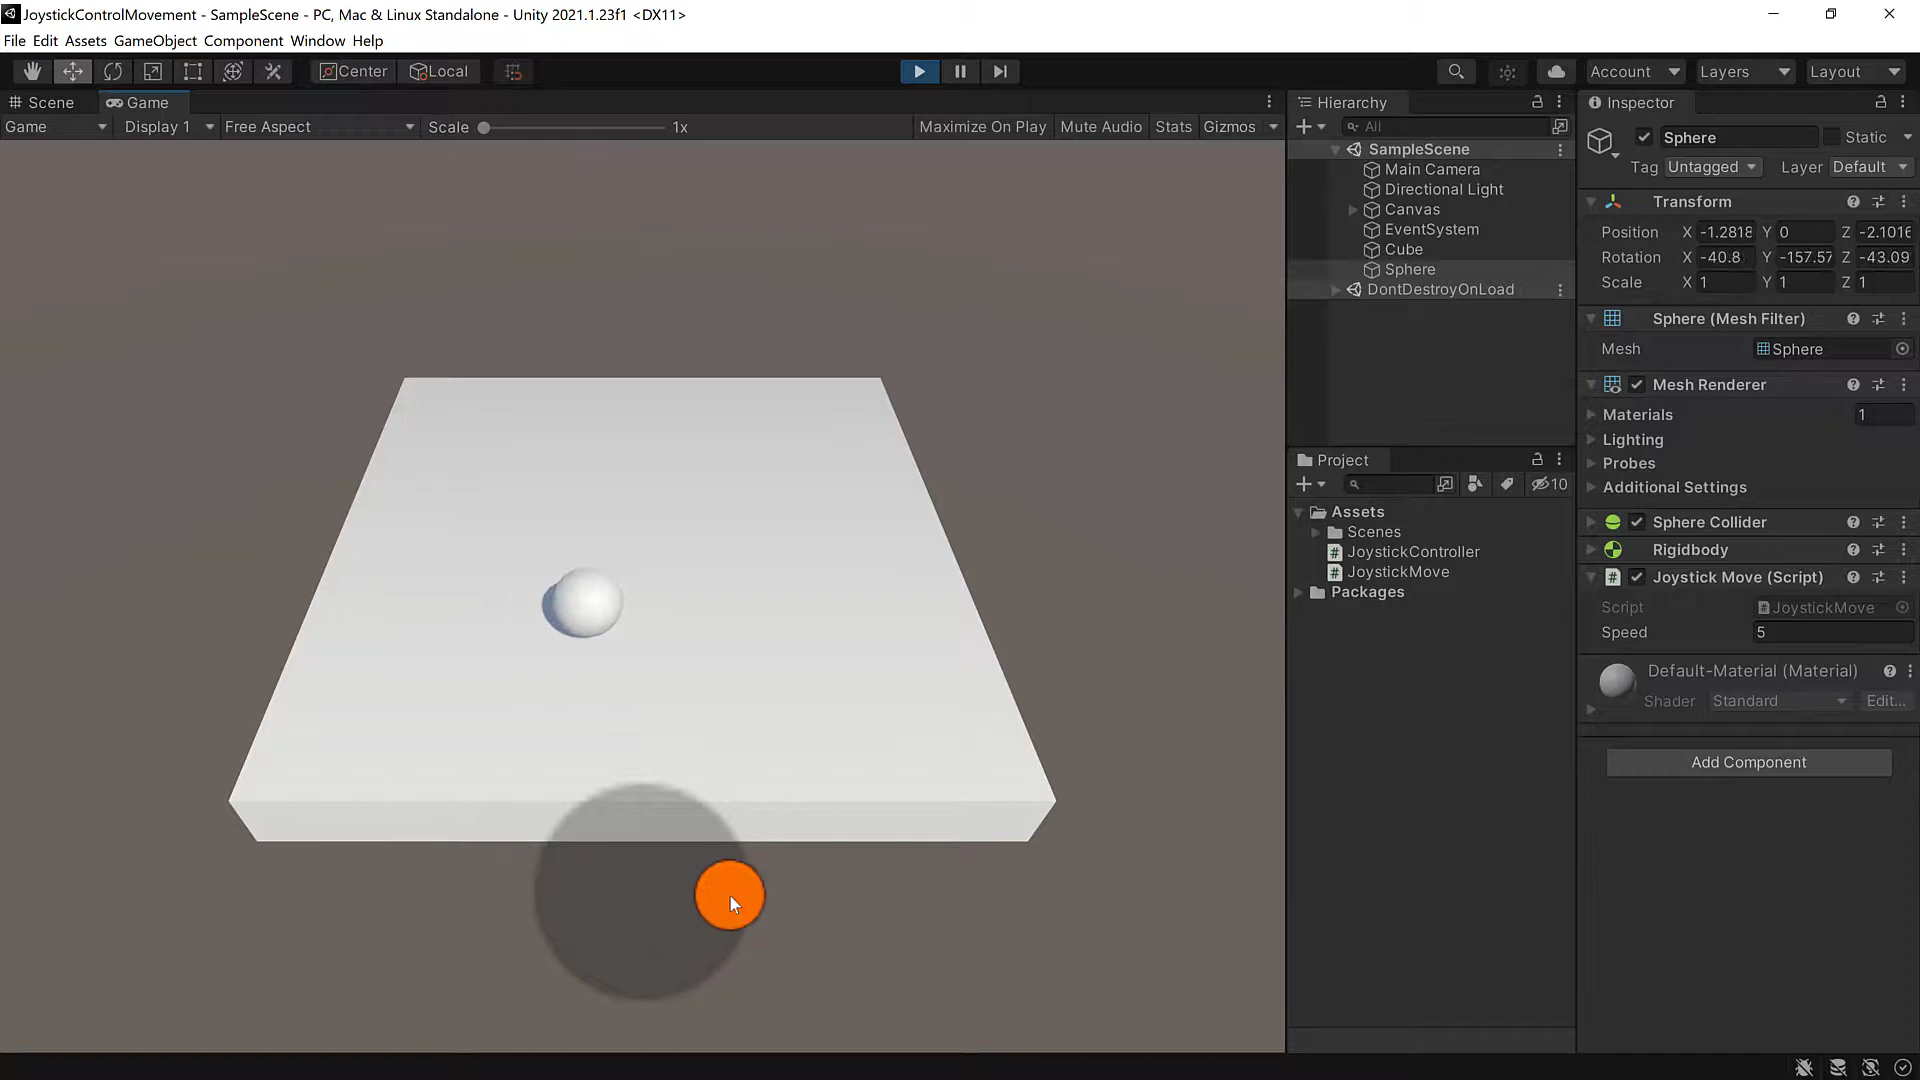 JoystickControlMovement - SampleScene - PC, Mac & Linux Standalone - Unity 2021.1.23f1 <DX11>
File Edit Assets GameObject Component Window Help
Center Local Account Layers Layout
Scene Game
Game Display 1 Free Aspect Scale 1x Maximize On Play Mute Audio Stats Gizmos
Hierarchy
All
SampleScene
Main Camera
Directional Light
Canvas
EventSystem
Cube
Sphere
DontDestroyOnLoad
Project
10
Assets
Scenes
JoystickController
JoystickMove
Packages
Inspector
Sphere Static
Tag Untagged Layer Default
Transform
Position X -1.2818 Y 0 Z -2.1016
Rotation X -40.8 Y -157.57 Z -43.09
Scale X 1 Y 1 Z 1
Sphere (Mesh Filter)
Mesh Sphere
Mesh Renderer
Materials 1
Lighting
Probes
Additional Settings
Sphere Collider
Rigidbody
Joystick Move (Script)
Script JoystickMove
Speed 5
Default-Material (Material)
Shader Standard Edit...
Add Component